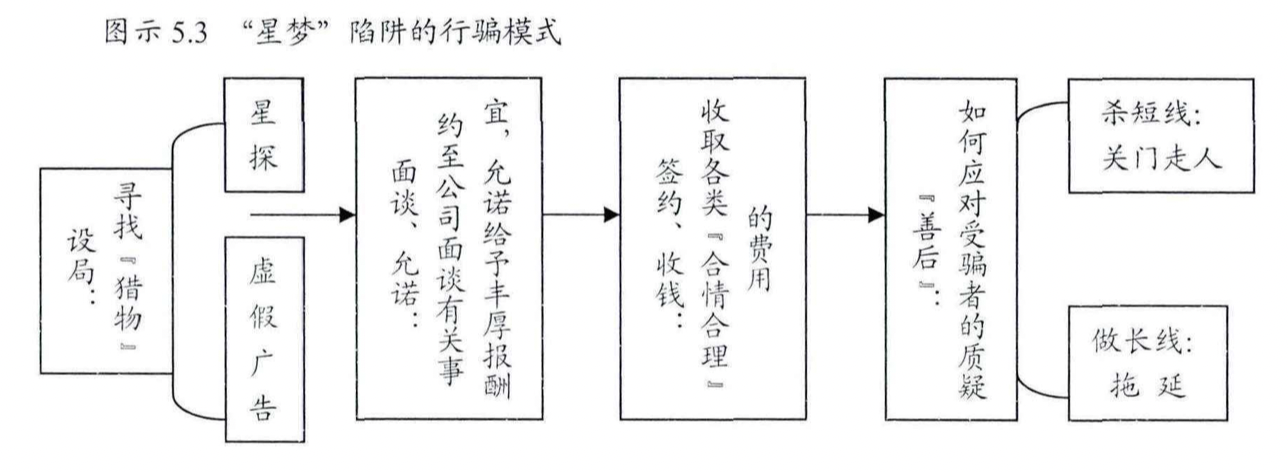 图示 5.3 “星梦”陷阱的行骗模式
设局：
寻找『猎物』
星探
虚假广告
面谈、允诺：
约至公司面谈有关事
宜，允诺给予丰厚报酬
签约、收钱：
收取各类『合情合理』
的费用
『善后』：
如何应对受骗者的质疑
杀短线：
关门走人
做长线：
拖 延